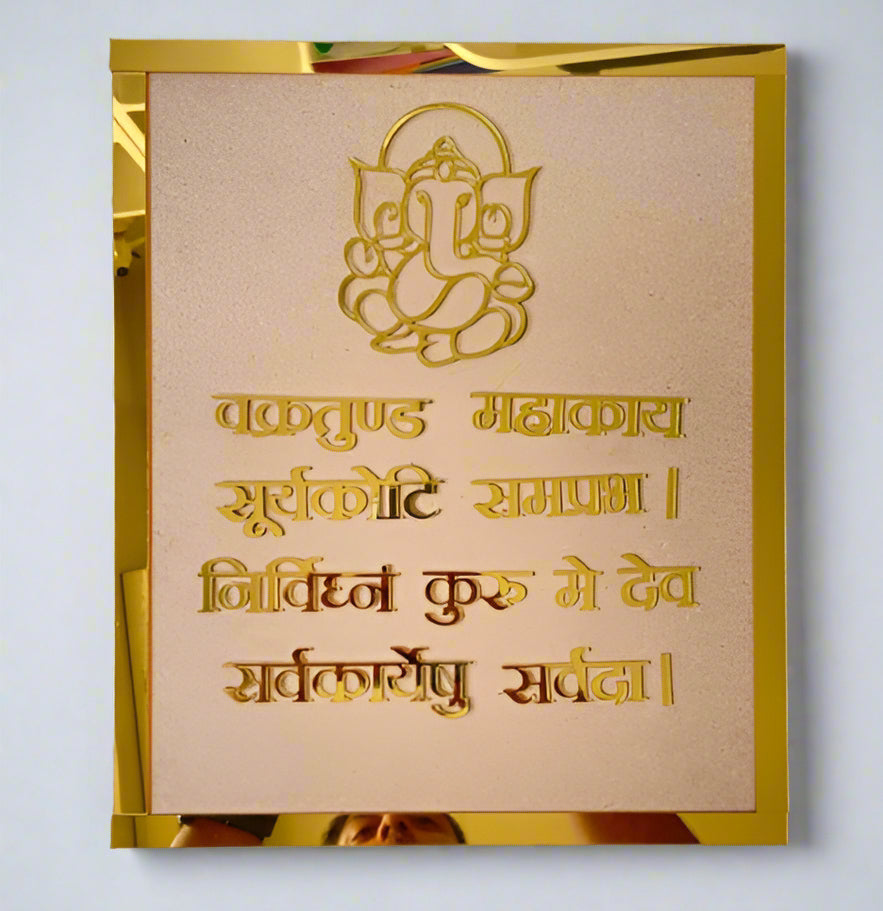 वक्रतुण्ड महाकाय
सूर्यकोटि समप्रभ।
निर्विघ्नं कुरु मे देव
सर्वकार्येषु सर्वदा।